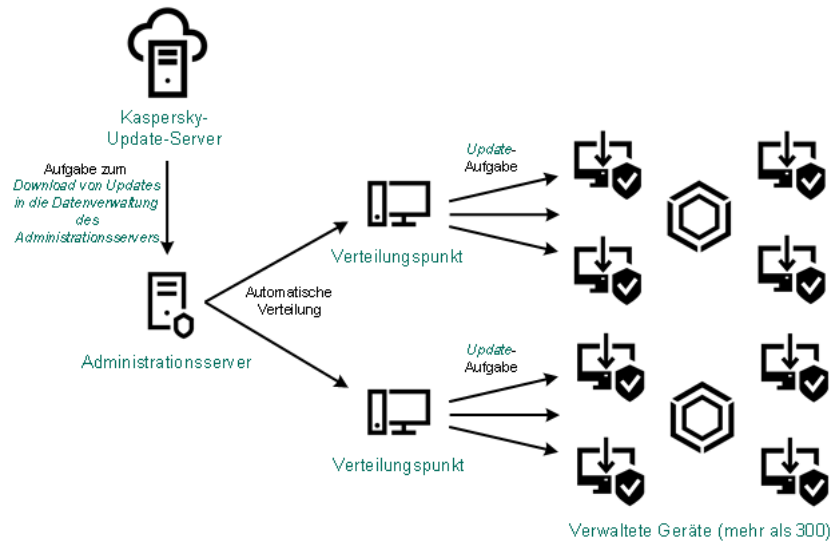 Kaspersky-
Update-Server
Aufgabe zum
Download von Updates
in die Datenverwaltung
des
Administrationsservers
Update-
Aufgabe
Verteilungspunkt
Automatische
Verteilung
Administrationsserver
Update-
Aufgabe
Verteilungspunkt
Verwaltete Geräte (mehr als 300)